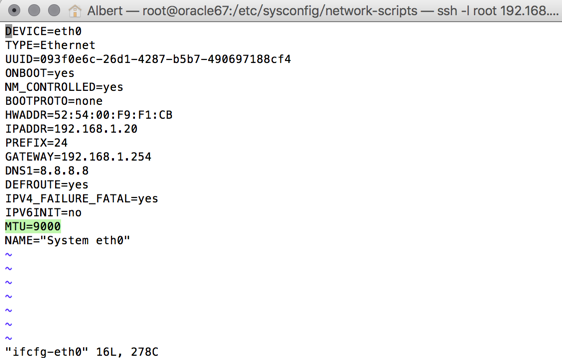 Albert — root@oracle67:/etc/sysconfig/network-scripts — ssh -l root 192.168....
DEVICE=eth0
TYPE=Ethernet
UUID=093f0e6c-26d1-4287-b5b7-490697188cf4
ONBOOT=yes
NM_CONTROLLED=yes
BOOTPROTO=none
HWADDR=52:54:00:F9:F1:CB
IPADDR=192.168.1.20
PREFIX=24
GATEWAY=192.168.1.254
DNS1=8.8.8.8
DEFROUTE=yes
IPV4_FAILURE_FATAL=yes
IPV6INIT=no
MTU=9000
NAME="System eth0"
~
~
~
~
~
~
~
"ifcfg-eth0" 16L, 278C